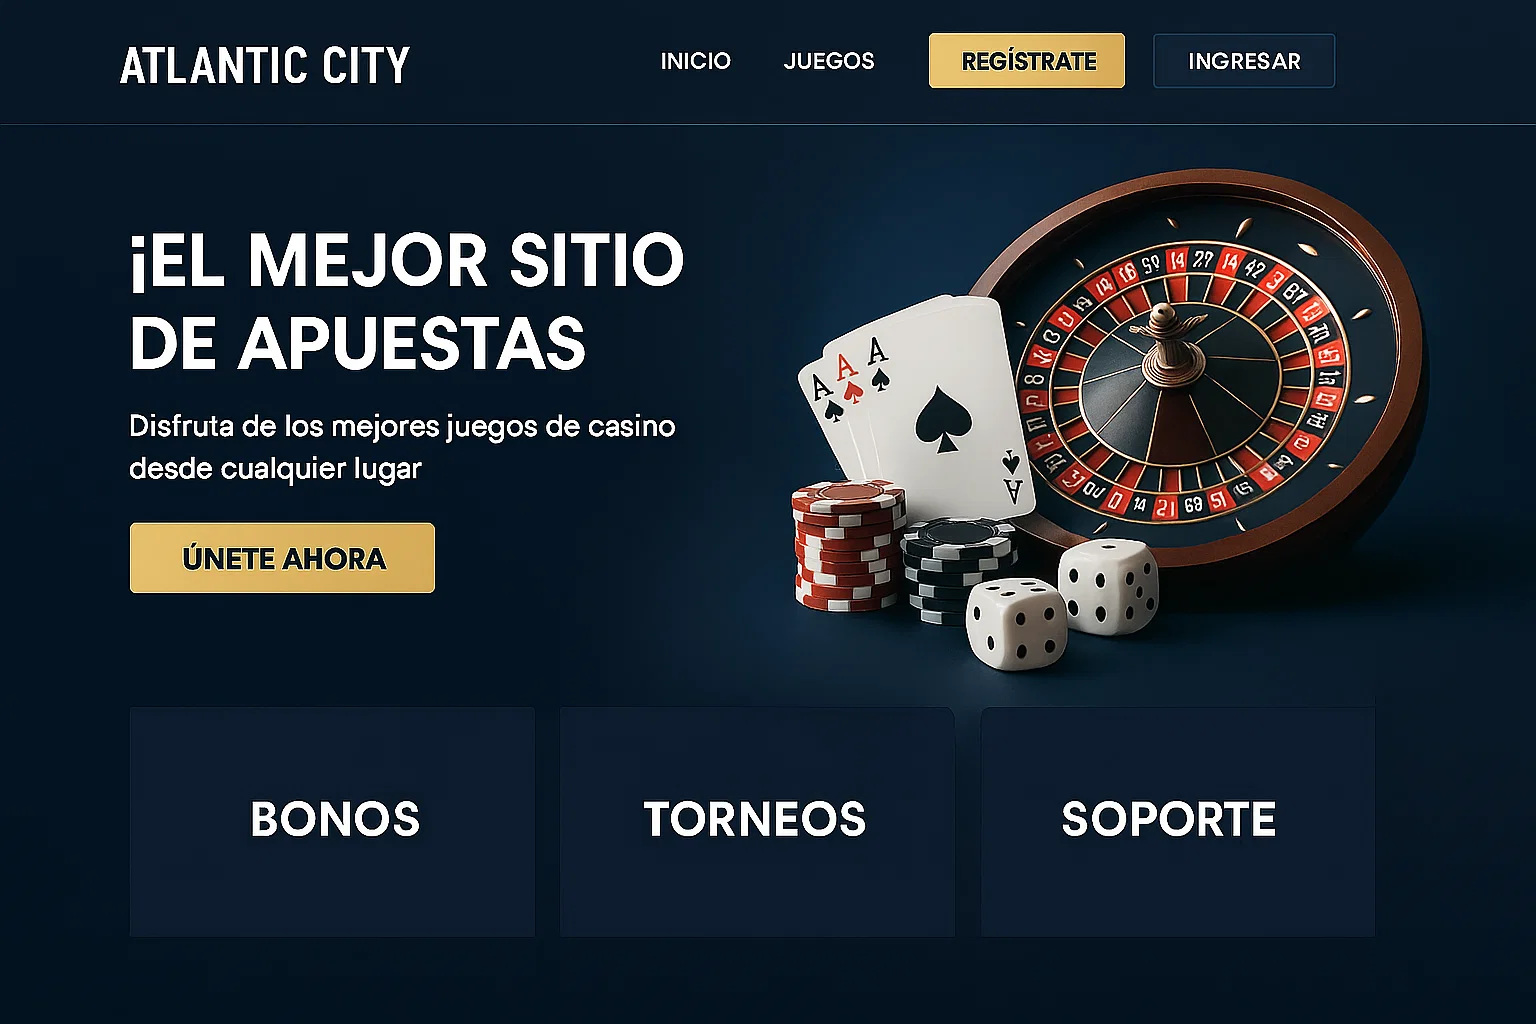 ATLANTIC CITY
INICIO JUEGOS REGÍSTRATE INGRESAR
¡EL MEJOR SITIO
DE APUESTAS
Disfruta de los mejores juegos de casino
desde cualquier lugar
ÚNETE AHORA
A A A
A
BONOS TORNEOS SOPORTE